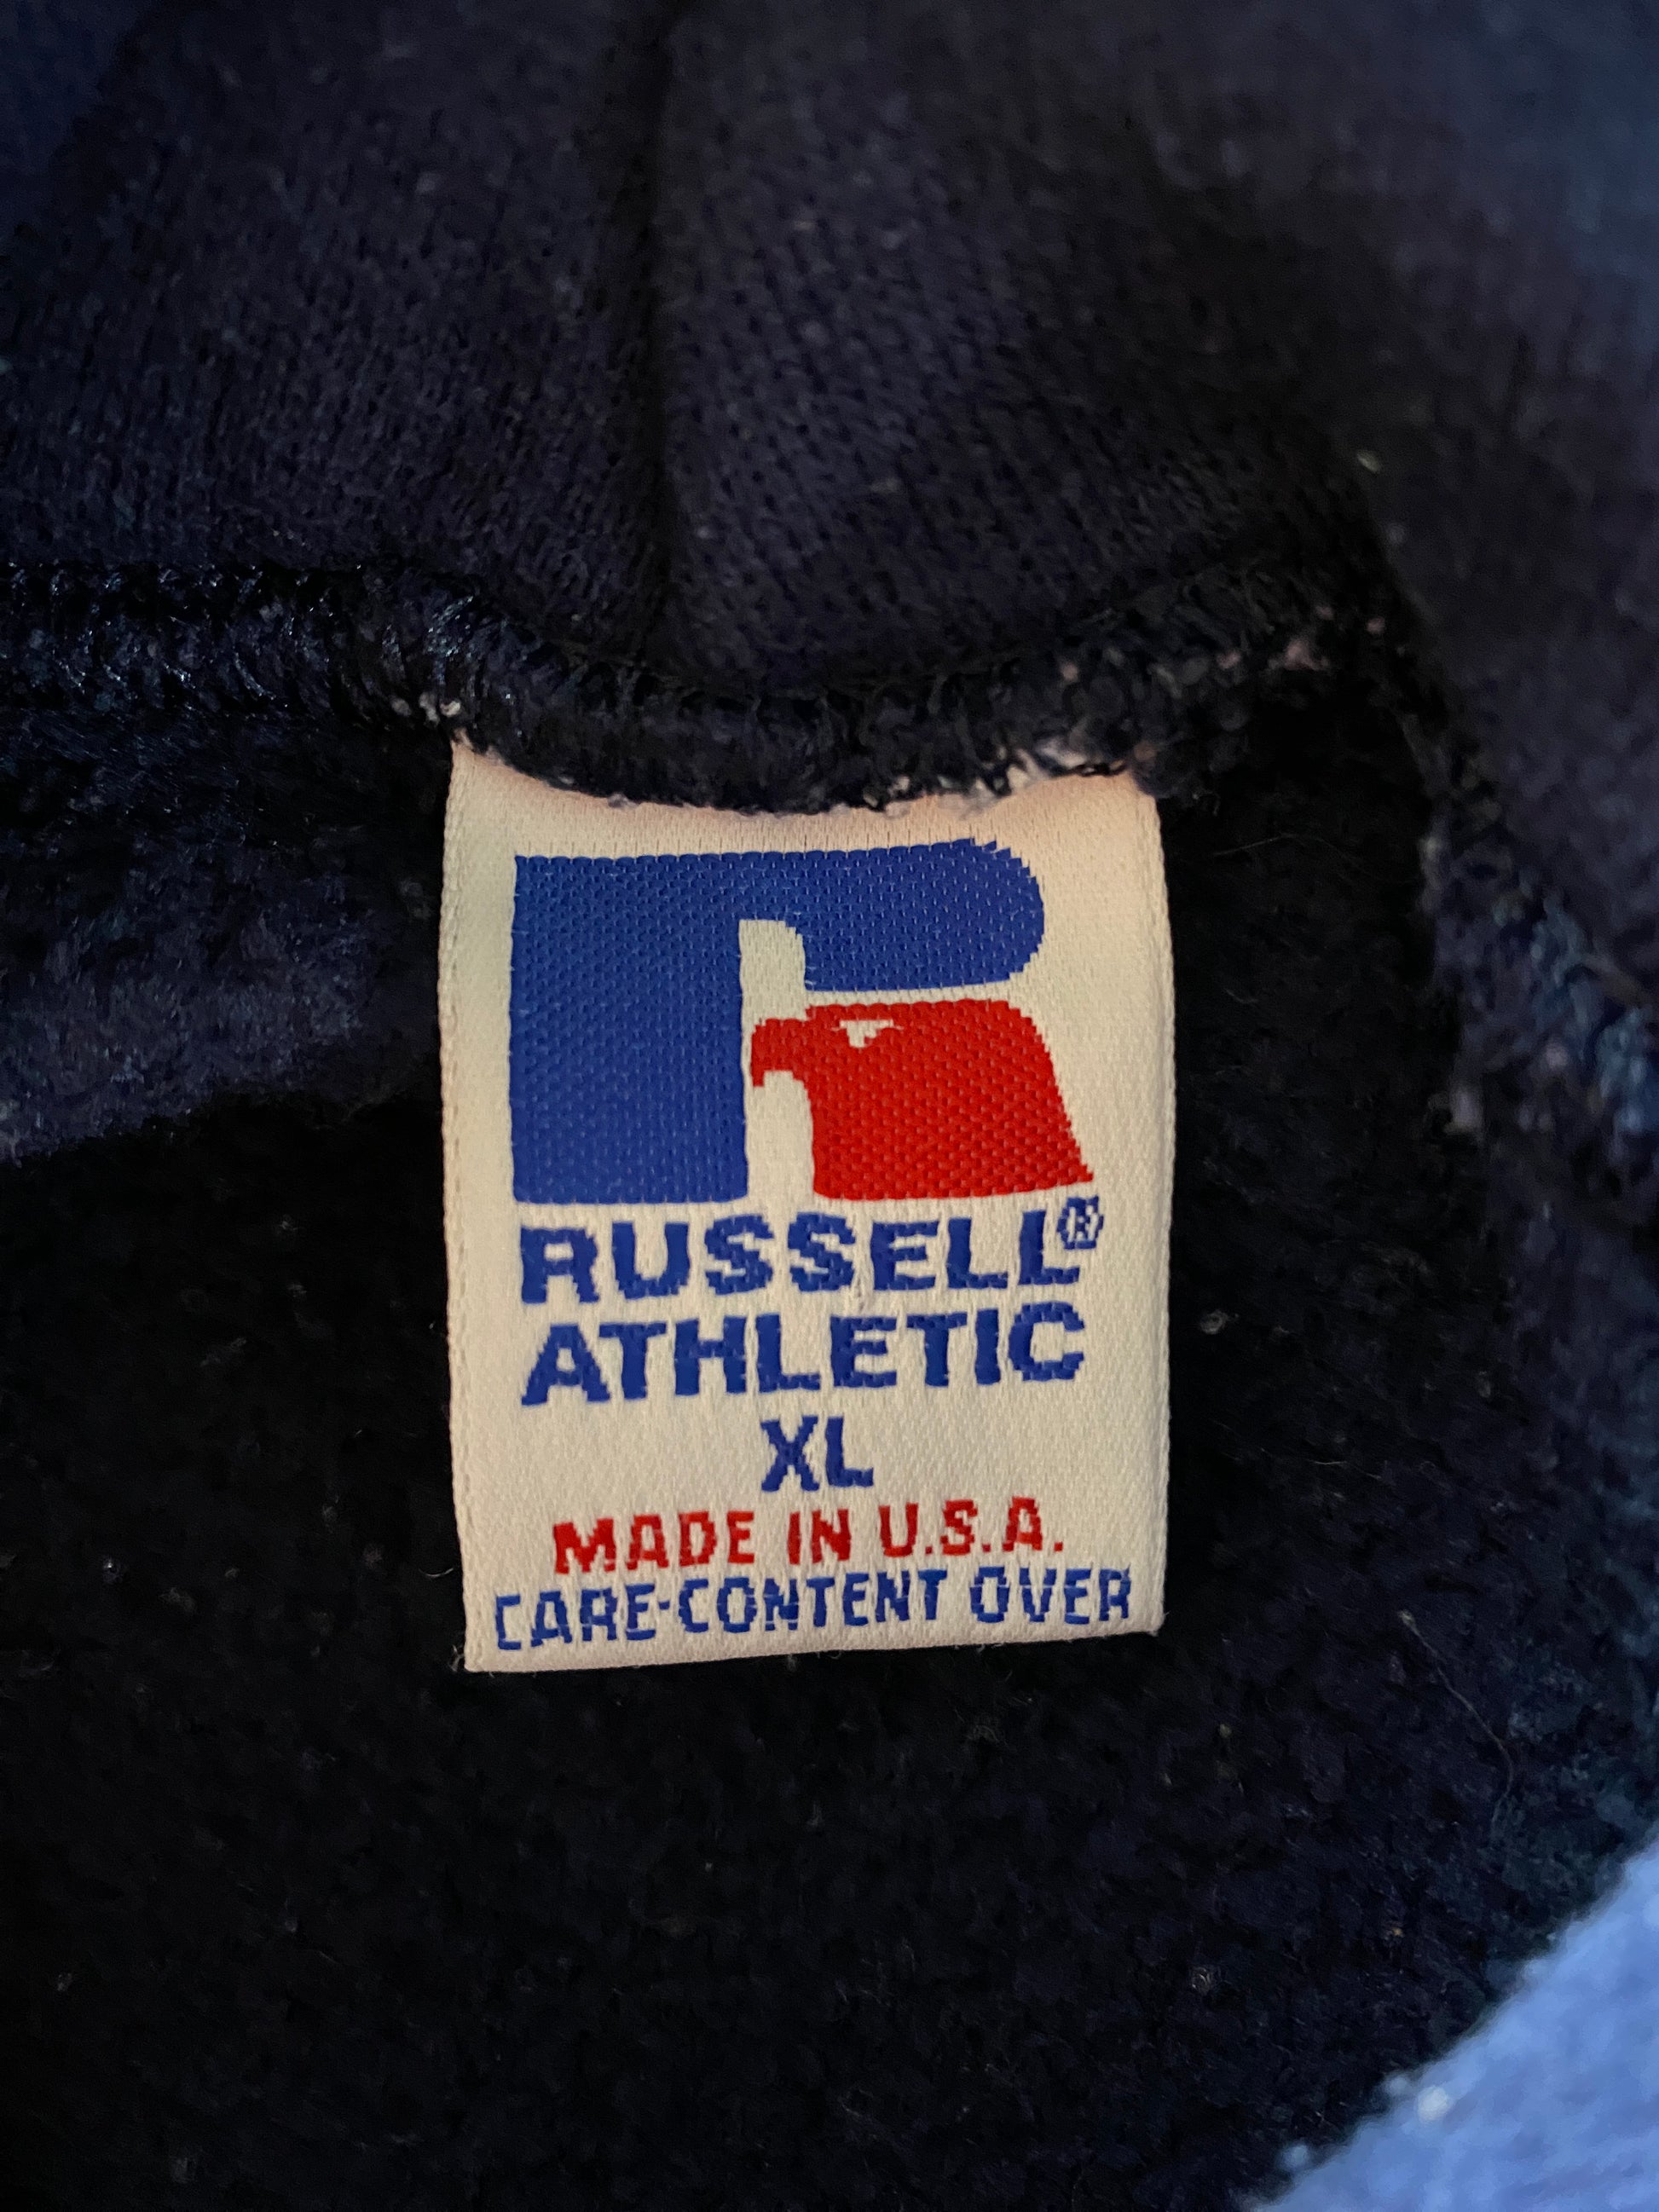 RUSSELL®
ATHLETIC
XL
MADE IN U.S.A.
CARE-CONTENT OVER